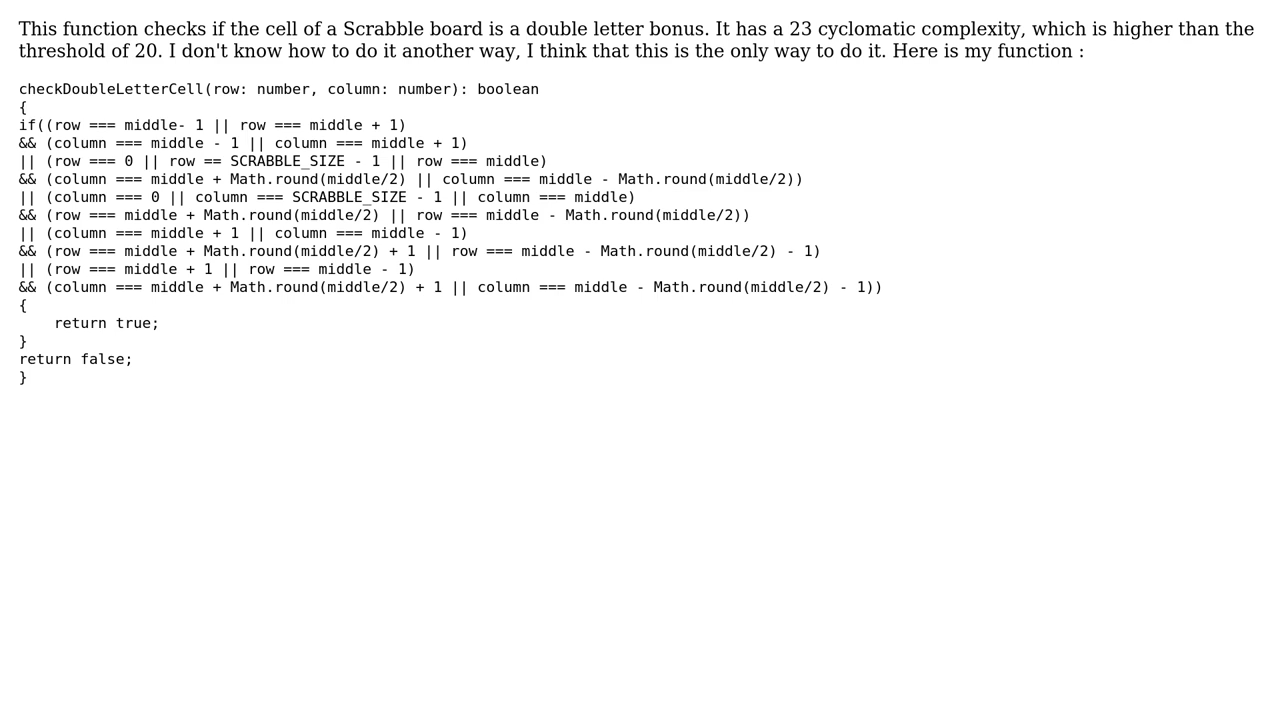 This function checks if the cell of a Scrabble board is a double letter bonus. It has a 23 cyclomatic complexity, which is higher than the
threshold of 20. I don't know how to do it another way, I think that this is the only way to do it. Here is my function :
checkDoubleLetterCell(row: number, column: number): boolean
{
if((row === middle- 1 || row === middle + 1)
&& (column === middle - 1 || column === middle + 1)
|| (row === 0 || row == SCRABBLE_SIZE - 1 || row === middle)
&& (column === middle + Math.round(middle/2) || column === middle - Math.round(middle/2))
|| (column === 0 || column === SCRABBLE_SIZE - 1 || column === middle)
&& (row === middle + Math.round(middle/2) || row === middle - Math.round(middle/2))
|| (column === middle + 1 || column === middle - 1)
&& (row === middle + Math.round(middle/2) + 1 || row === middle - Math.round(middle/2) - 1)
|| (row === middle + 1 || row === middle - 1)
&& (column === middle + Math.round(middle/2) + 1 || column === middle - Math.round(middle/2) - 1))
{
    return true;
}
return false;
}